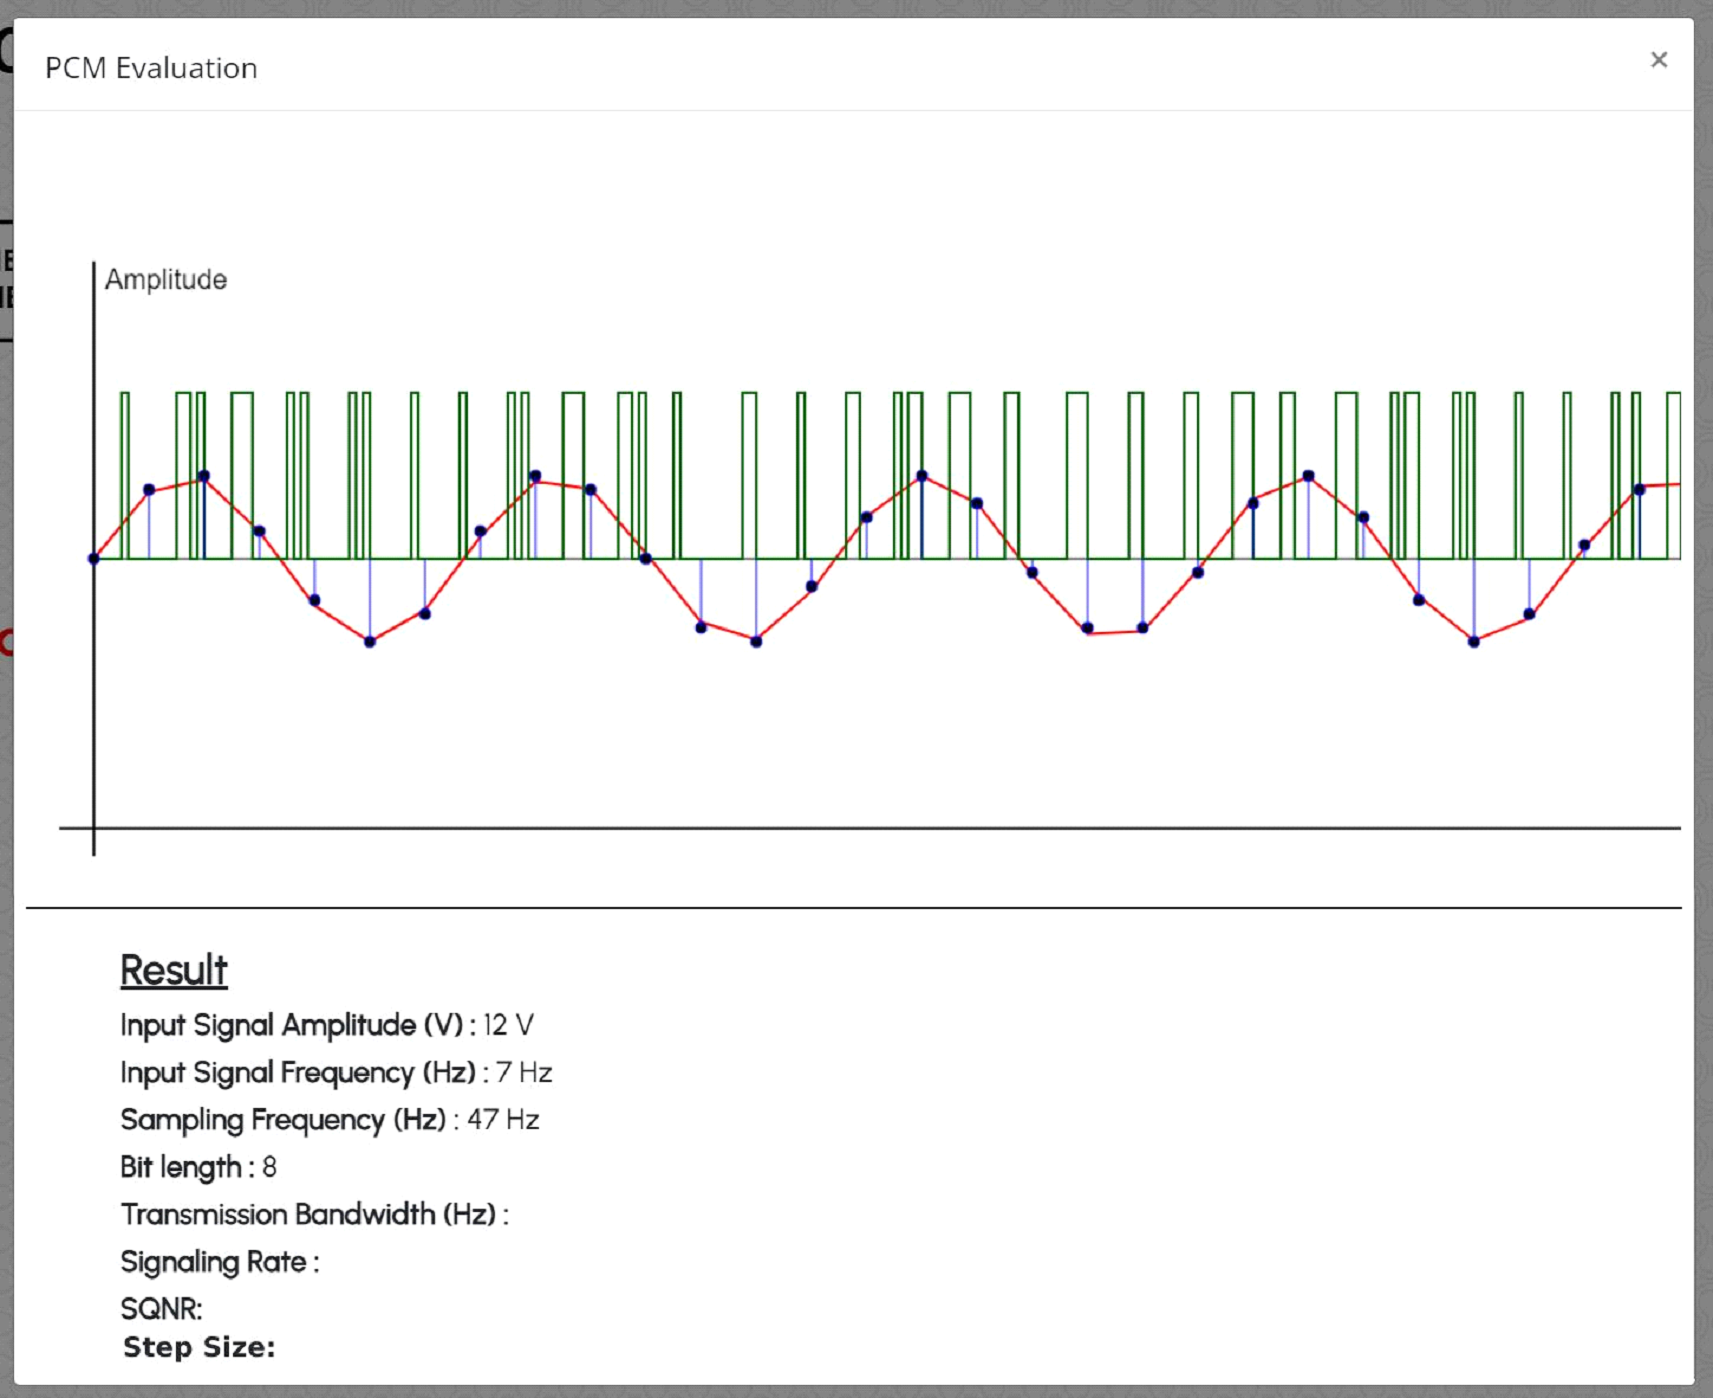 PCM Evaluation
×
Amplitude
Result
Input Signal Amplitude (V) : 12 V
Input Signal Frequency (Hz) : 7 Hz
Sampling Frequency (Hz) : 47 Hz
Bit length : 8
Transmission Bandwidth (Hz) :
Signaling Rate :
SQNR:
Step Size: